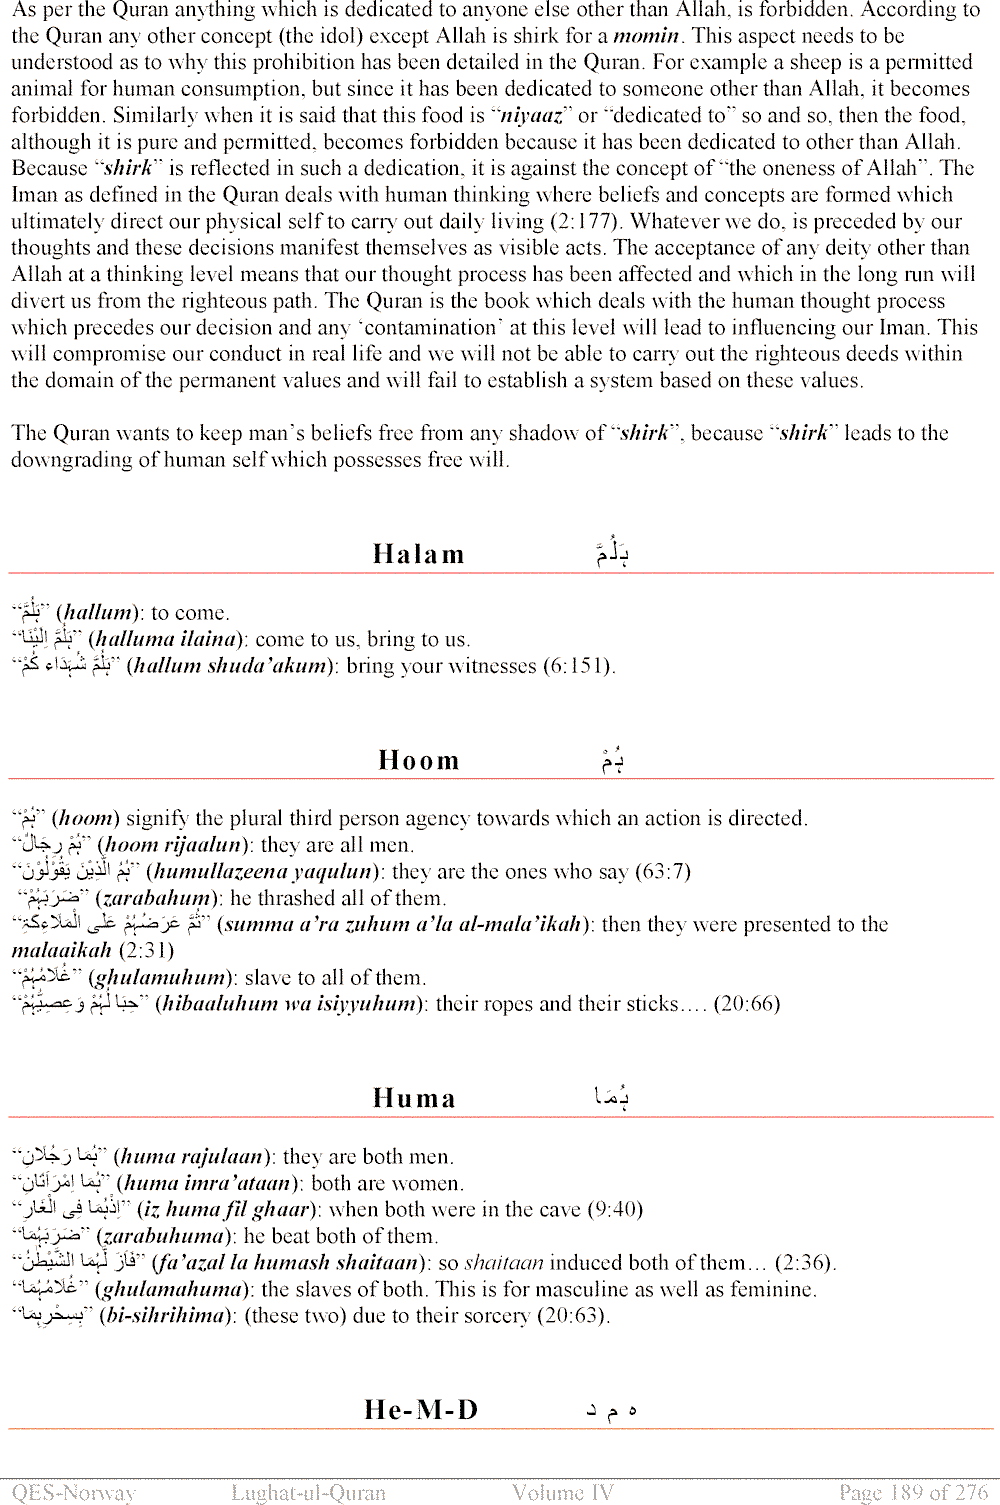 As per the Quran anything which is dedicated to anyone else other than Allah, is forbidden. According to
the Quran any other concept (the idol) except Allah is shirk for a momin. This aspect needs to be
understood as to why this prohibition has been detailed in the Quran. For example a sheep is a permitted
animal for human consumption, but since it has been dedicated to someone other than Allah, it becomes
forbidden. Similarly when it is said that this food is “niyaaz” or “dedicated to” so and so, then the food,
although it is pure and permitted, becomes forbidden because it has been dedicated to other than Allah.
Because “shirk” is reflected in such a dedication, it is against the concept of “the oneness of Allah”. The
Iman as defined in the Quran deals with human thinking where beliefs and concepts are formed which
ultimately direct our physical self to carry out daily living (2:177). Whatever we do, is preceded by our
thoughts and these decisions manifest themselves as visible acts. The acceptance of any deity other than
Allah at a thinking level means that our thought process has been affected and which in the long run will
divert us from the righteous path. The Quran is the book which deals with the human thought process
which precedes our decision and any ‘contamination’ at this level will lead to influencing our Iman. This
will compromise our conduct in real life and we will not be able to carry out the righteous deeds within
the domain of the permanent values and will fail to establish a system based on these values.
The Quran wants to keep man’s beliefs free from any shadow of “shirk”, because “shirk” leads to the
downgrading of human self which possesses free will.
Halam ہَلُمَّ
“ہَلُمَّ” (hallum): to come.
“ہَلُمَّ اِلَیْنَا” (halluma ilaina): come to us, bring to us.
“ہَلُمَّ شُہَدَاء کُمْ” (hallum shuda’akum): bring your witnesses (6:151).
Hoom ہُمْ
“ہُمْ” (hoom) signify the plural third person agency towards which an action is directed.
“ہُمْ رِجَالٌ” (hoom rijaalun): they are all men.
“ہُمُ الَّذِیْنَ یَقُوْلُوْنَ” (humullazeena yaqulun): they are the ones who say (63:7)
“ضَرَبَہُمْ” (zarabahum): he thrashed all of them.
“ثُمَّ عَرَضُہُمْ عَلَی الْمَلَاءِکَۃِ” (summa a’ra zuhum a’la al-mala’ikah): then they were presented to the
malaaikah (2:31)
“غُلَامُہُمْ” (ghulamuhum): slave to all of them.
“حِبَا لُہُمْ وَعِصِیُّہُمْ” (hibaaluhum wa isiyyuhum): their ropes and their sticks…. (20:66)
Huma ہُمَا
“ہُمَا رَجُلَانِ” (huma rajulaan): they are both men.
“ہُمَا اِمْرَاَتَانِ” (huma imra’ataan): both are women.
“اِذْہُمَا فِی الْغَارِ” (iz huma fil ghaar): when both were in the cave (9:40)
“ضَرَبَہُمَا” (zarabuhuma): he beat both of them.
“فَاَزَ لَّہُمَا الشَّیْطٰنُ” (fa’azal la humash shaitaan): so shaitaan induced both of them… (2:36).
“غُلَامُہُمَا” (ghulamahuma): the slaves of both. This is for masculine as well as feminine.
“بِسِحْرِہِمَا” (bi-sihrihima): (these two) due to their sorcery (20:63).
He-M-D ه م د
QES-Norway Lughat-ul-Quran Volume IV Page 189 of 276